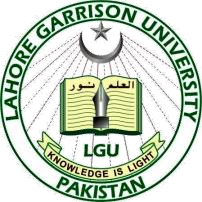 LAHORE GARRISON UNIVERSITY
العلم نور
LGU
KNOWLEDGE IS LIGHT
PAKISTAN